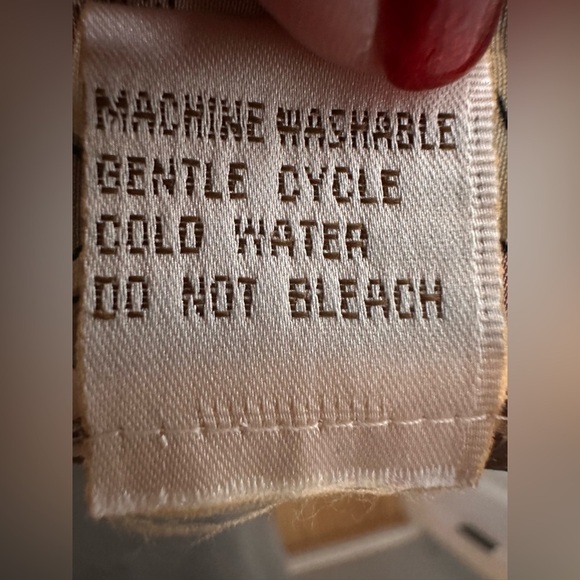 MACHINE WASHABLE
GENTLE CYCLE
COLD WATER
DO NOT BLEACH